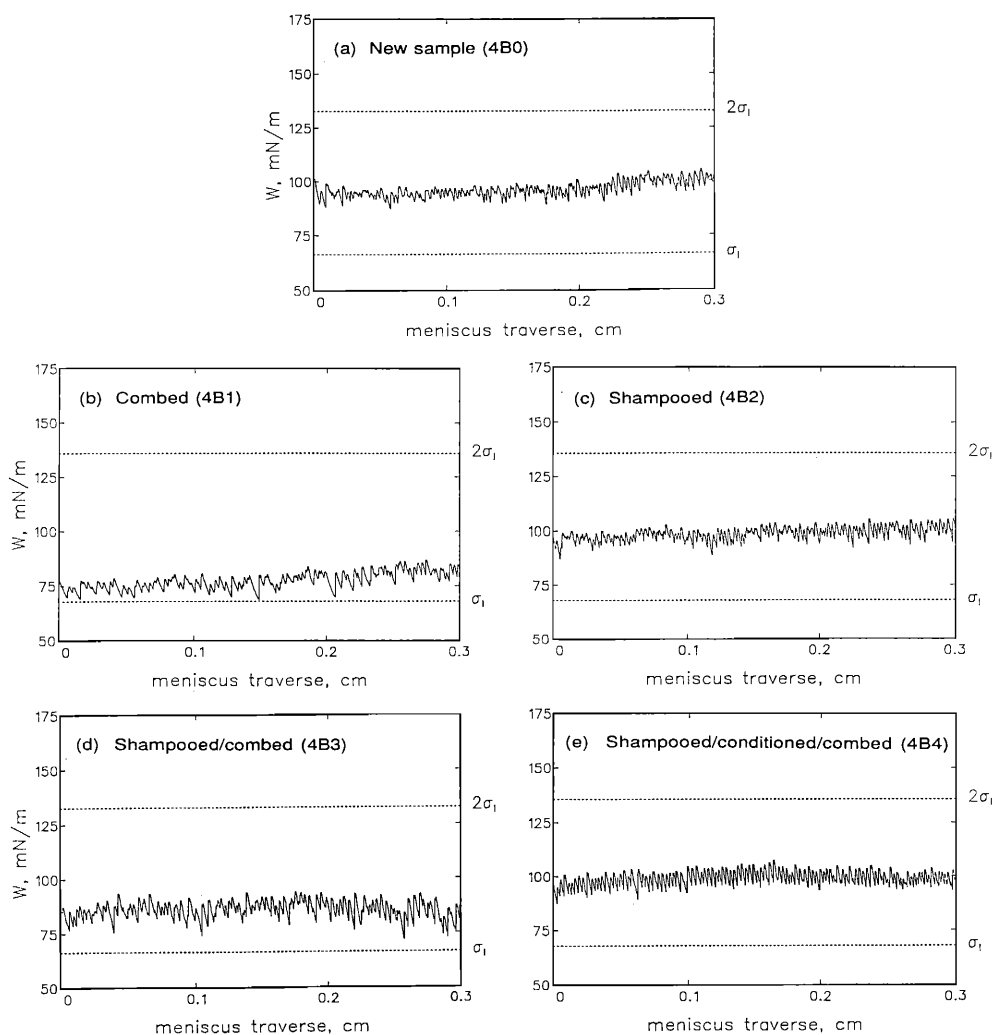 175
(a) New sample (4B0)
150
2σ₁
125
W, mN/m
100
75
σ₁
50
0 0.1 0.2 0.3
meniscus traverse, cm
175
(b) Combed (4B1)
150
2σ₁
125
W, mN/m
100
75
σ₁
50
0 0.1 0.2 0.3
meniscus traverse, cm
175
(c) Shampooed (4B2)
150
2σ₁
125
100
75
σ₁
50
0 0.1 0.2 0.3
meniscus traverse, cm
175
(d) Shampooed/combed (4B3)
150
2σ₁
125
W, mN/m
100
75
σ₁
50
0 0.1 0.2 0.3
meniscus traverse, cm
175
(e) Shampooed/conditioned/combed (4B4)
150
2σ₁
125
100
75
σ₁
50
0 0.1 0.2 0.3
meniscus traverse, cm